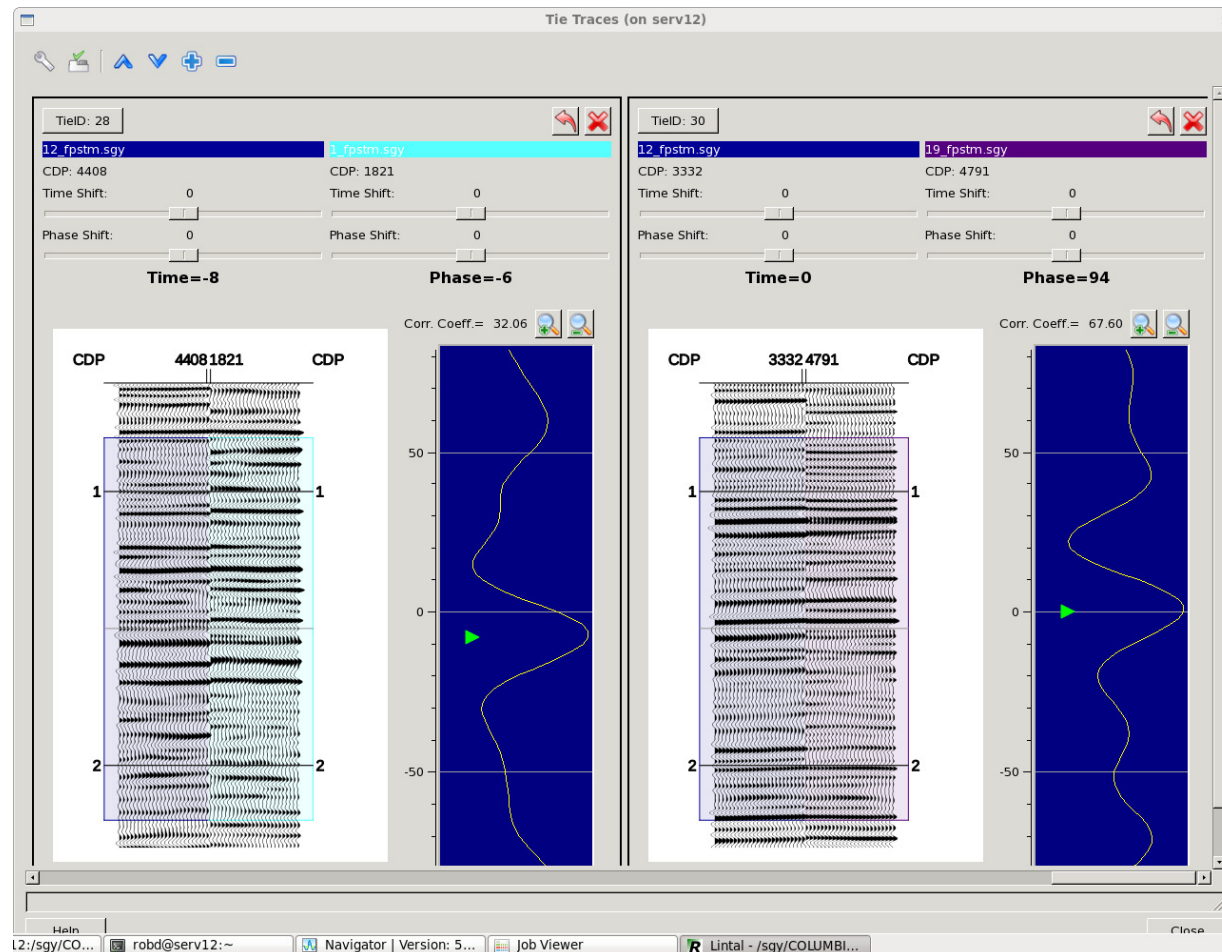 Tie Traces (on serv12)
TieID: 28
12_fpstm.sgy 1_fpstm.sgy
CDP: 4408 CDP: 1821
Time Shift: 0 Time Shift: 0
Phase Shift: 0 Phase Shift: 0
Time=-8 Phase=-6
Corr. Coeff.= 32.06
CDP 4408 1821 CDP
1 1
2 2
50
0
-50
TieID: 30
12_fpstm.sgy 19_fpstm.sgy
CDP: 3332 CDP: 4791
Time Shift: 0 Time Shift: 0
Phase Shift: 0 Phase Shift: 0
Time=0 Phase=94
Corr. Coeff.= 67.60
CDP 3332 4791 CDP
1 1
2 2
50
0
-50
Help Close
12:/sgy/CO... robd@serv12:~ Navigator | Version: 5... Job Viewer Lintal - /sgy/COLUMBI...